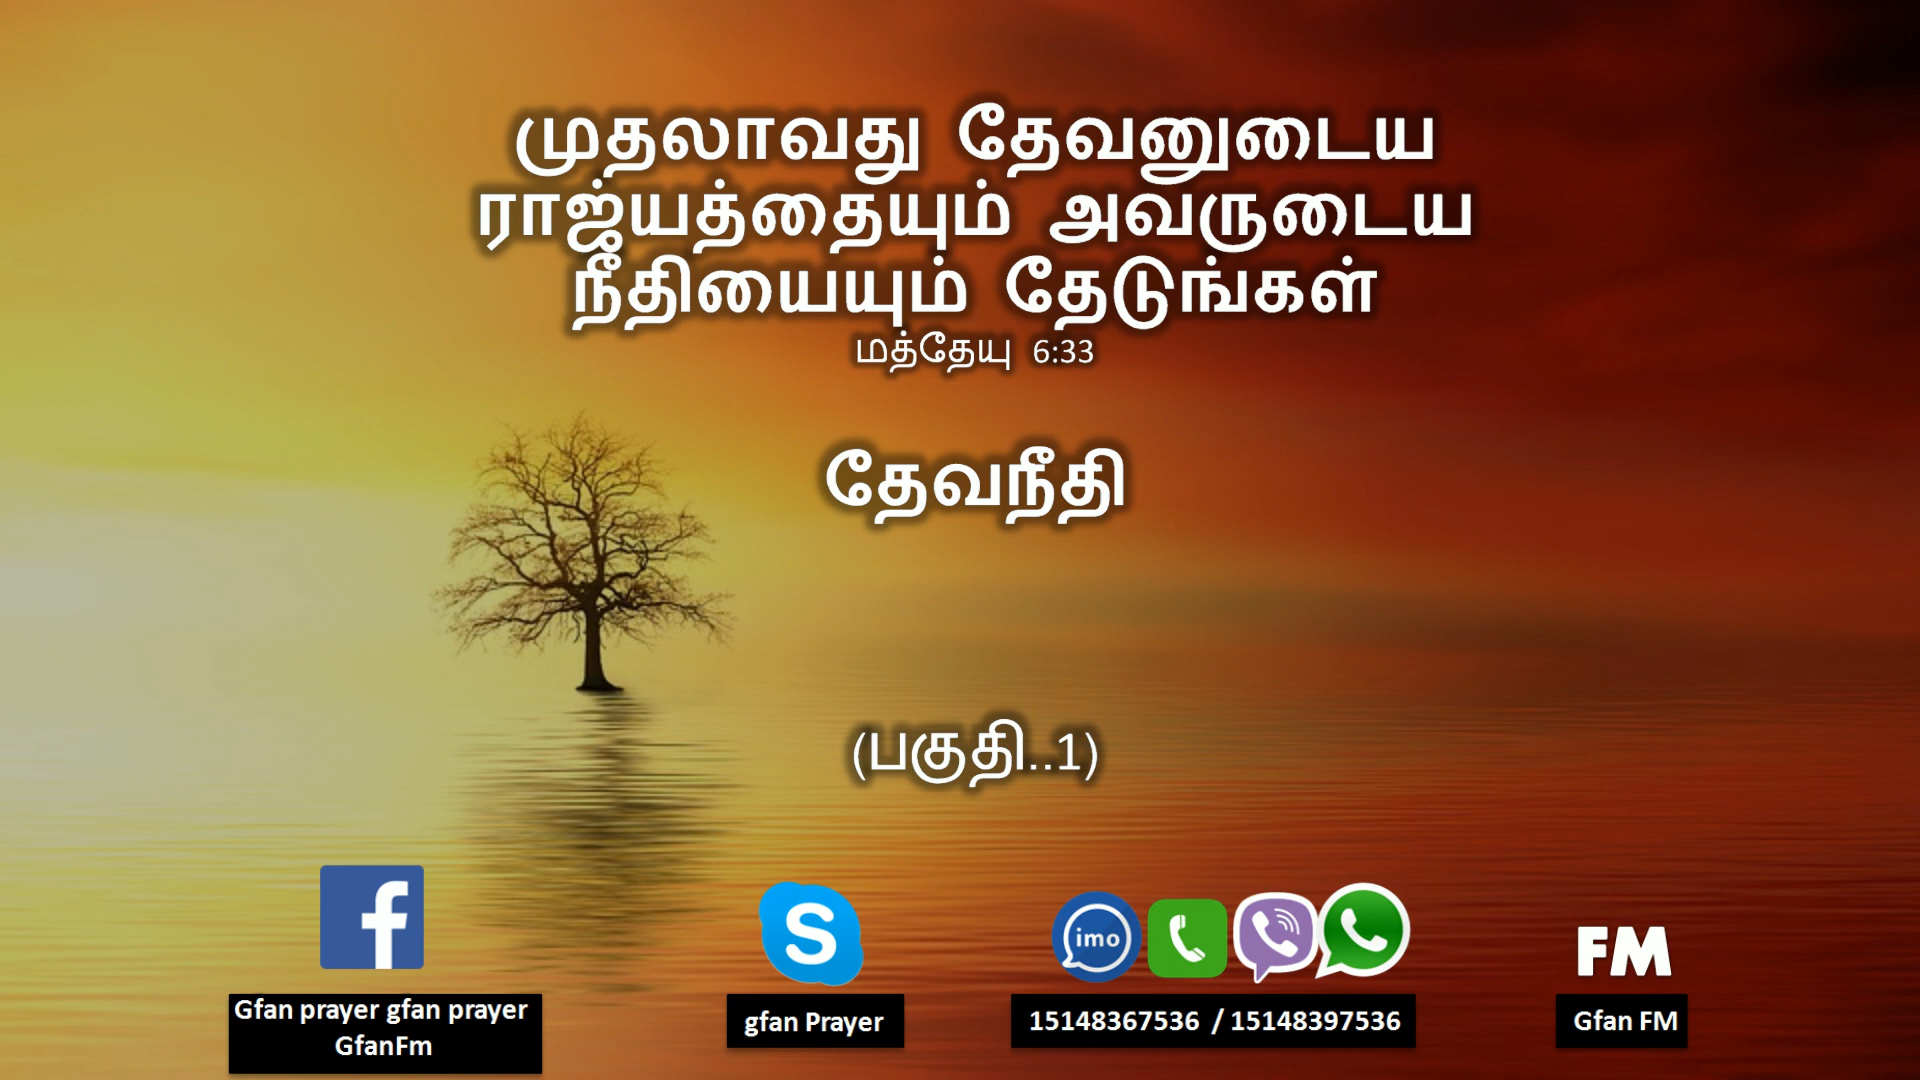 முதலாவது தேவனுடைய
ராஜ்யத்தையும் அவருடைய
நீதியையும் தேடுங்கள்
மத்தேயு 6:33
தேவநீதி
(பகுதி..1)
f
S
imo
FM
Gfan prayer gfan prayer
GfanFm
gfan Prayer
15148367536 / 15148397536
Gfan FM